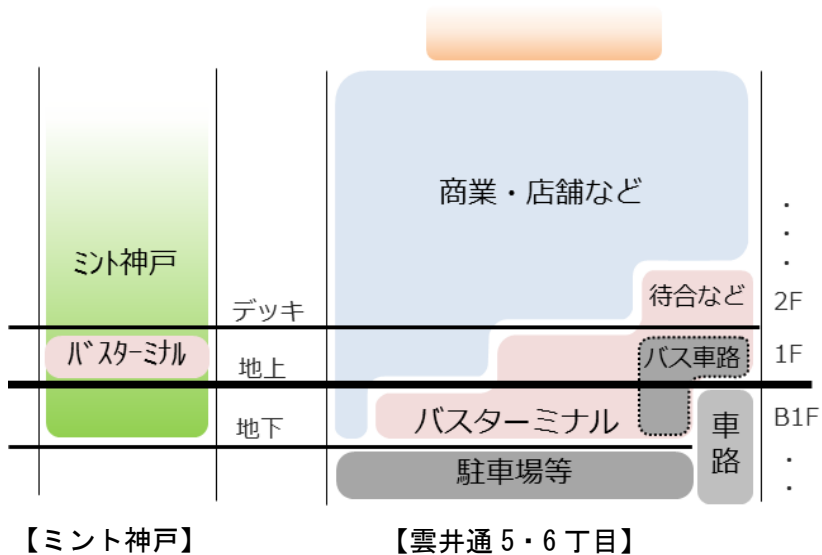 商業・店舗など
ミント神戸
待合など
2F
デッキ
バスターミナル
バス車路
1F
地上
地下
バスターミナル
車路
B1F
駐車場等
【ミント神戸】
【雲井通5・6丁目】